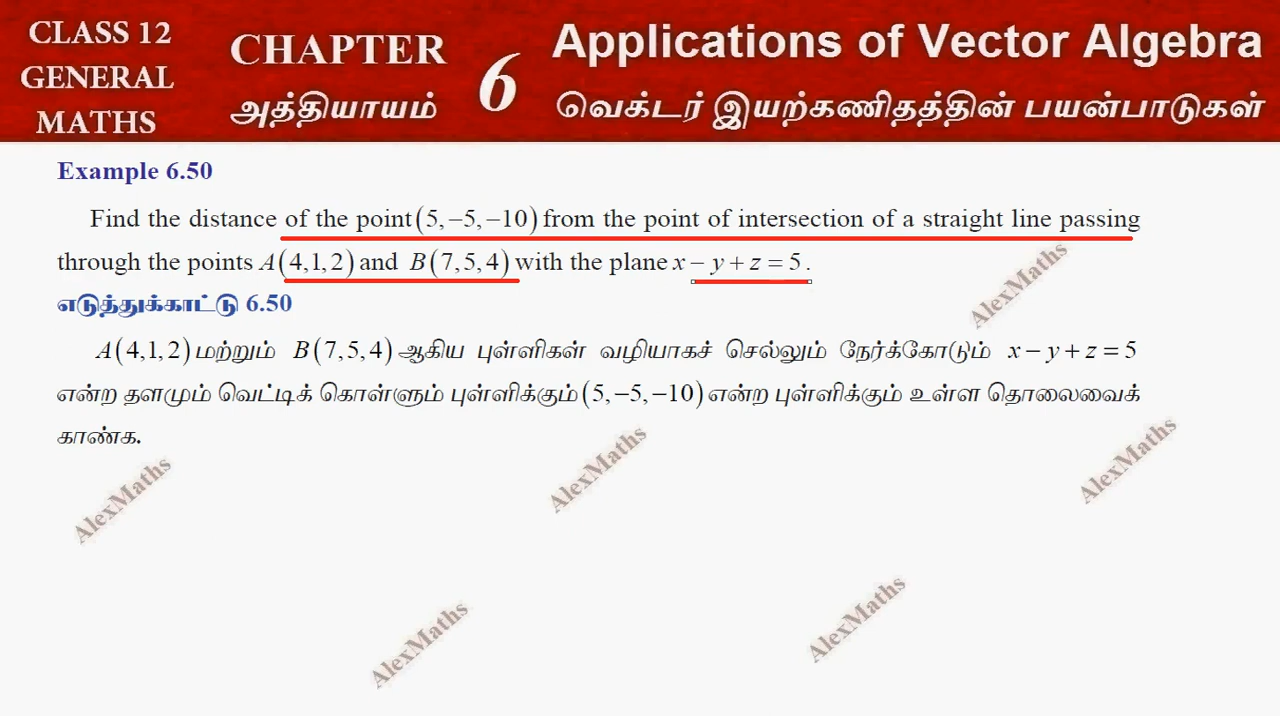 CLASS 12
GENERAL
MATHS
CHAPTER
அத்தியாயம்
6
Applications of Vector Algebra
வெக்டர் இயற்கணிதத்தின் பயன்பாடுகள்
Example 6.50
Find the distance of the point (5, −5, −10) from the point of intersection of a straight line passing
through the points A(4,1,2) and B(7,5,4) with the plane x − y + z = 5.
எடுத்துக்காட்டு 6.50
A(4,1,2) மற்றும் B(7,5,4) ஆகிய புள்ளிகள் வழியாகச் செல்லும் நேர்க்கோடும் x − y + z = 5
என்ற தளமும் வெட்டிக் கொள்ளும் புள்ளிக்கும் (5, −5, −10) என்ற புள்ளிக்கும் உள்ள தொலைவைக்
காண்க.
AlexMaths
AlexMaths
AlexMaths
AlexMaths
AlexMaths
AlexMaths